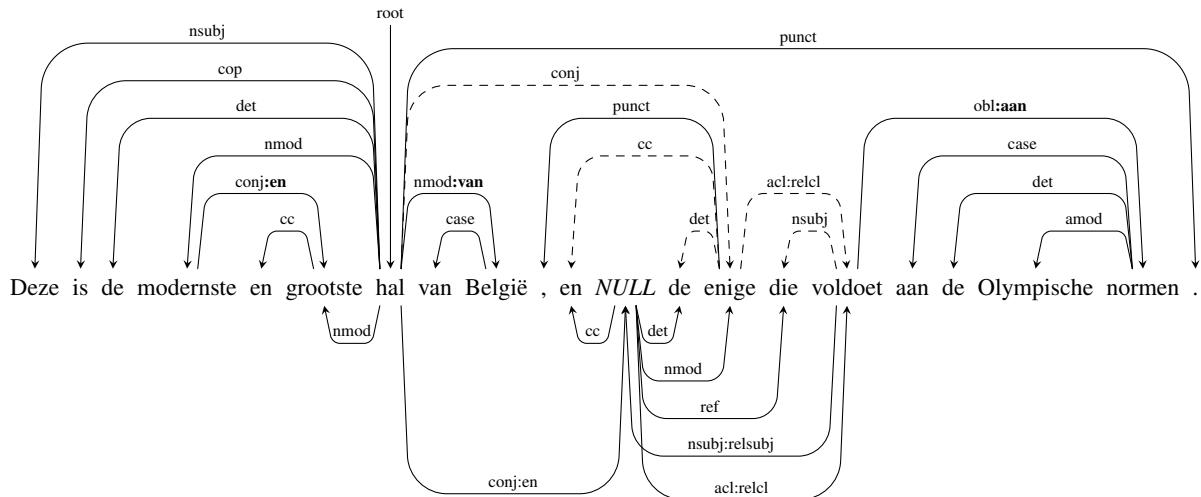 root
nsubj
punct
cop
conj
det
punct
obl:aan
nmod
cc
case
conj:en
nmod:van
acl:relcl
det
cc
case
det
nsubj
amod
Deze is de modernste en grootste hal van België , en NULL de enige die voldoet aan de Olympische normen .
nmod
cc
det
nmod
ref
nsubj:relsubj
conj:en
acl:relcl